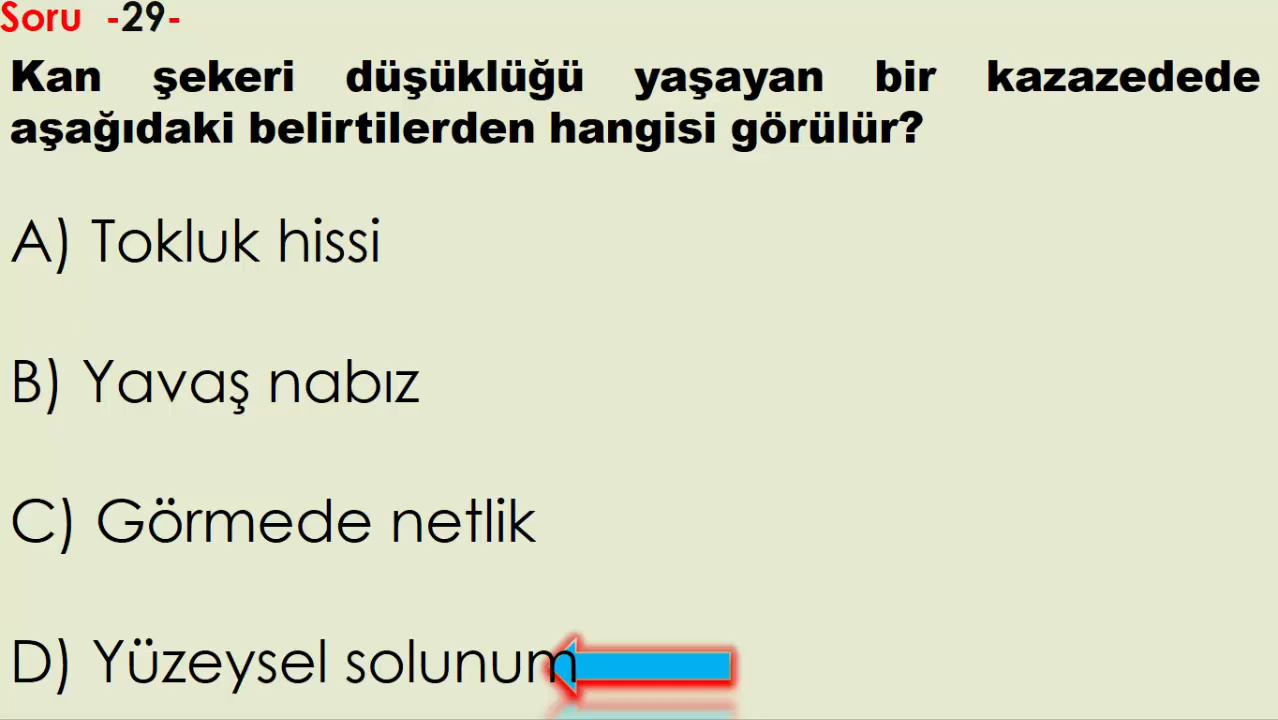 Soru -29-
Kan şekeri düşüklüğü yaşayan bir kazazedede
aşağıdaki belirtilerden hangisi görülür?
A) Tokluk hissi
B) Yavaş nabız
C) Görmede netlik
D) Yüzeysel solunum